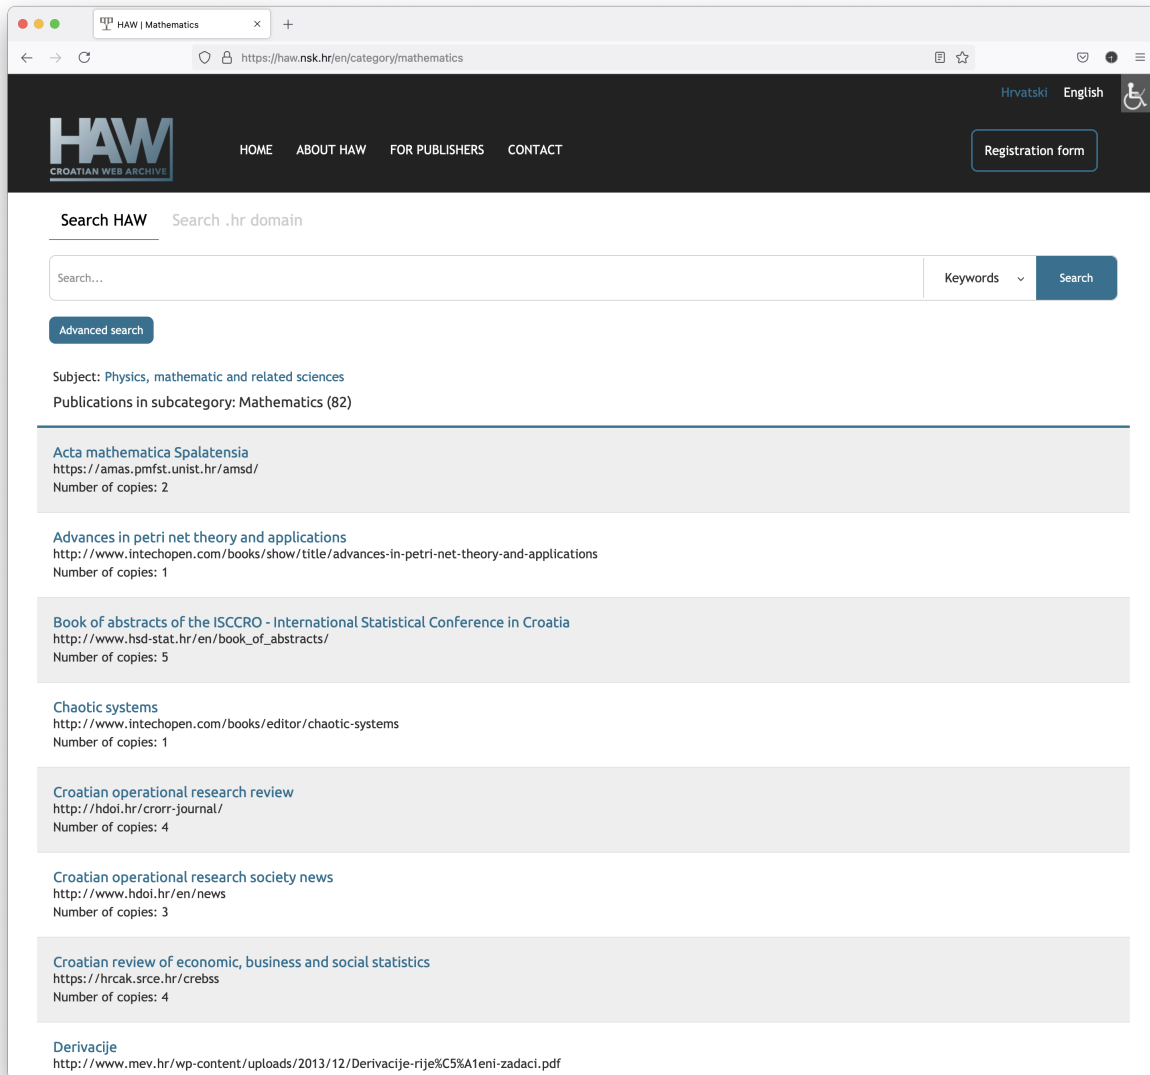 HAW | Mathematics
https://haw.nsk.hr/en/category/mathematics
Hrvatski English
HAW
CROATIAN WEB ARCHIVE
HOME ABOUT HAW FOR PUBLISHERS CONTACT
Registration form
Search HAW Search .hr domain
Search... Keywords Search
Advanced search
Subject: Physics, mathematic and related sciences
Publications in subcategory: Mathematics (82)
Acta mathematica Spalatensia
https://amas.pmfst.unist.hr/amsd/
Number of copies: 2
Advances in petri net theory and applications
http://www.intechopen.com/books/show/title/advances-in-petri-net-theory-and-applications
Number of copies: 1
Book of abstracts of the ISCCRO - International Statistical Conference in Croatia
http://www.hsd-stat.hr/en/book_of_abstracts/
Number of copies: 5
Chaotic systems
http://www.intechopen.com/books/editor/chaotic-systems
Number of copies: 1
Croatian operational research review
http://hdoi.hr/crorr-journal/
Number of copies: 4
Croatian operational research society news
http://www.hdoi.hr/en/news
Number of copies: 3
Croatian review of economic, business and social statistics
https://hrcak.srce.hr/crebss
Number of copies: 4
Derivacije
http://www.mev.hr/wp-content/uploads/2013/12/Derivacije-rije%C5%A1eni-zadaci.pdf